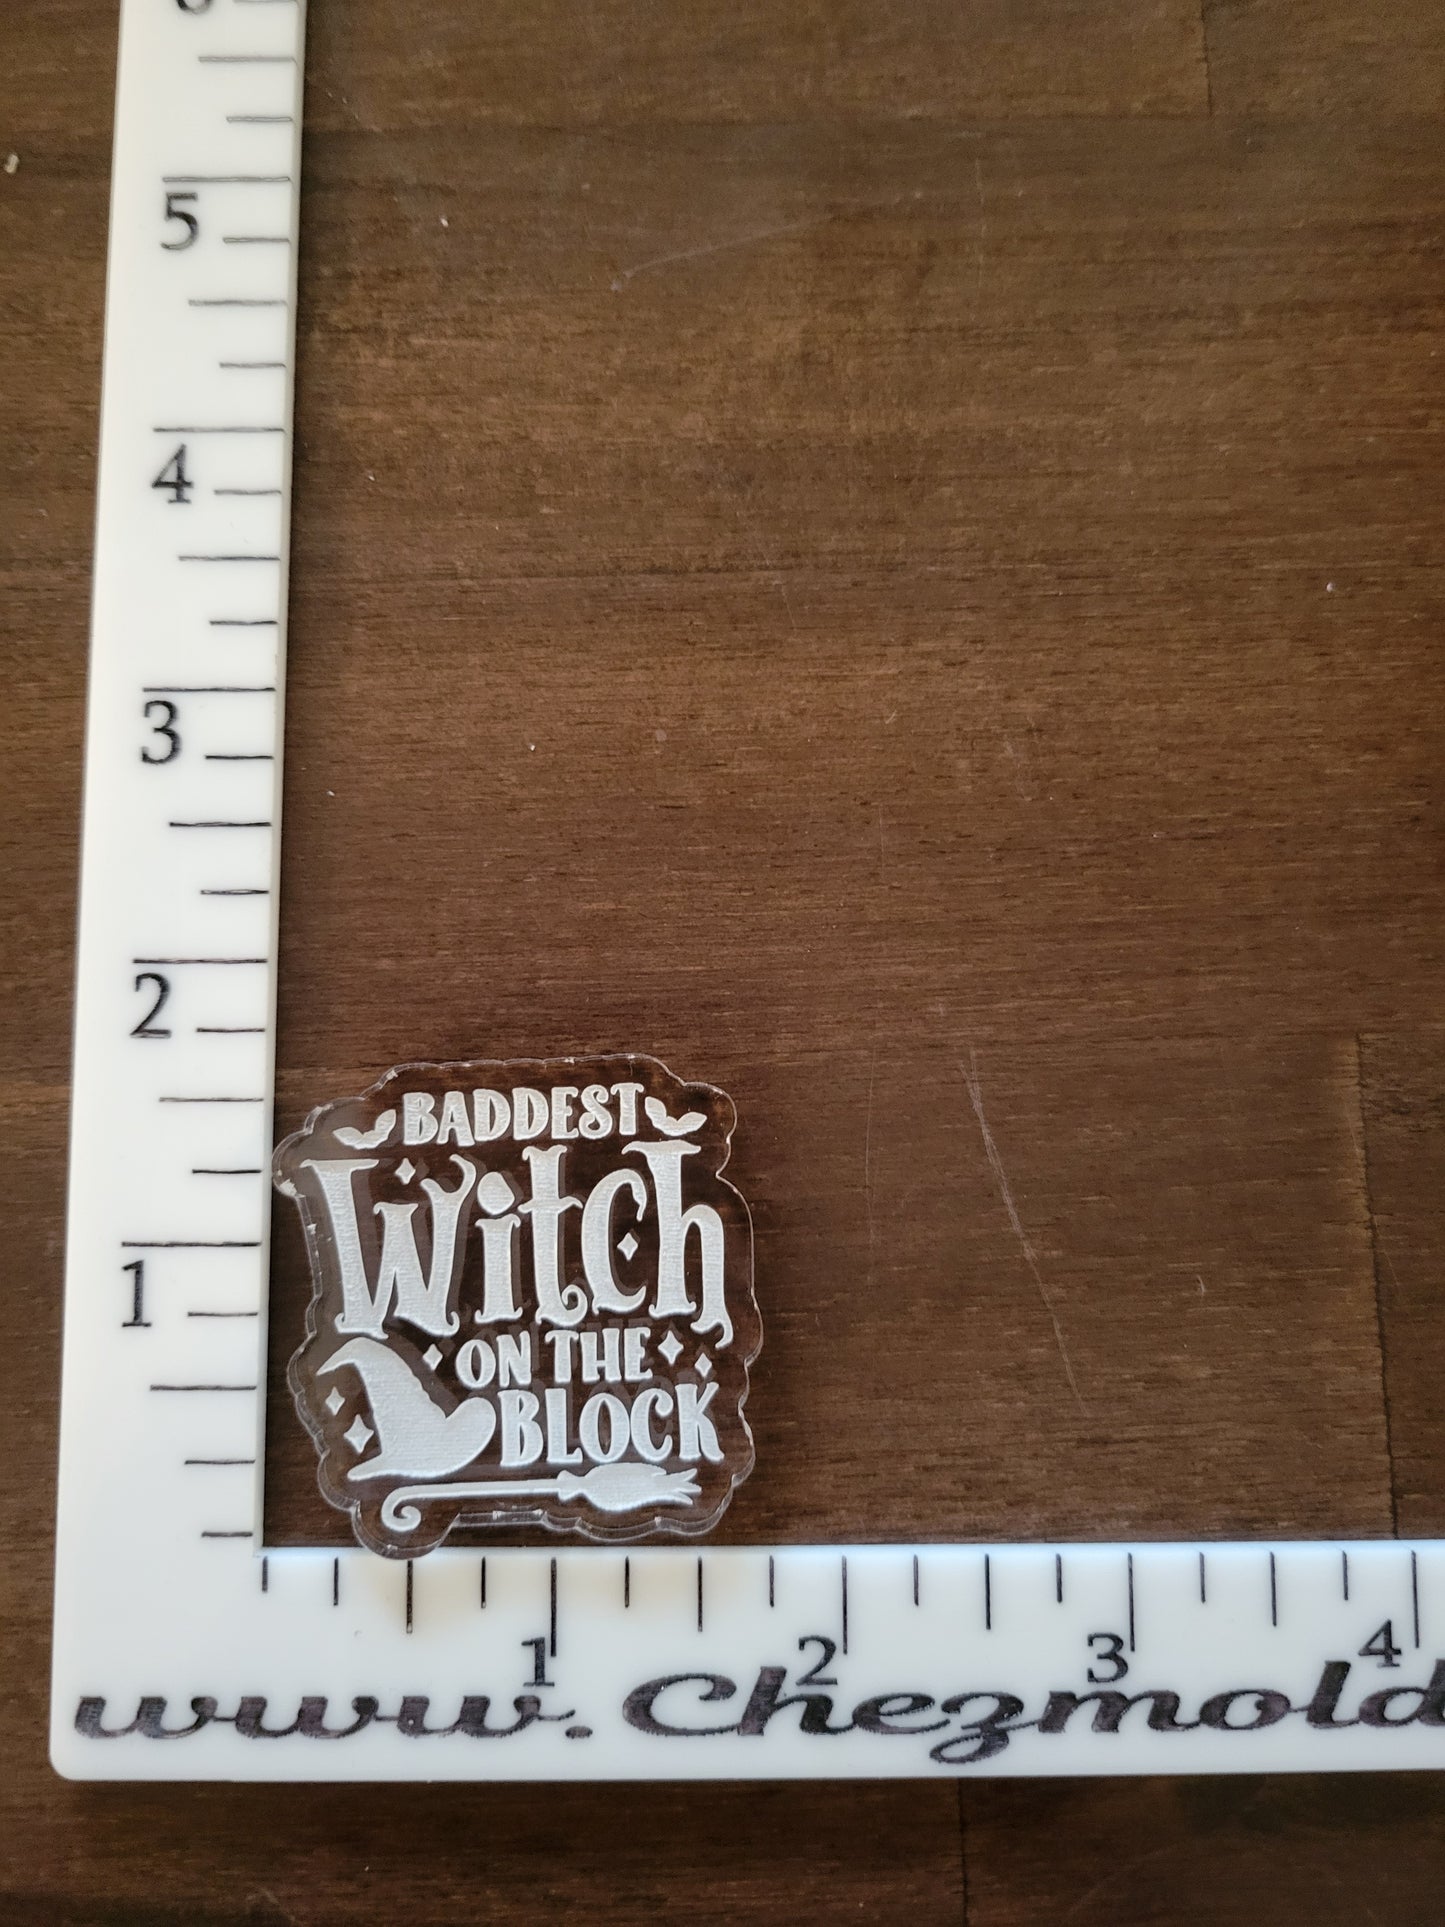 5
4
3
2
1
BADDEST
Witch
ON THE
BLOCK
1 2 3 4
www.Chezmold